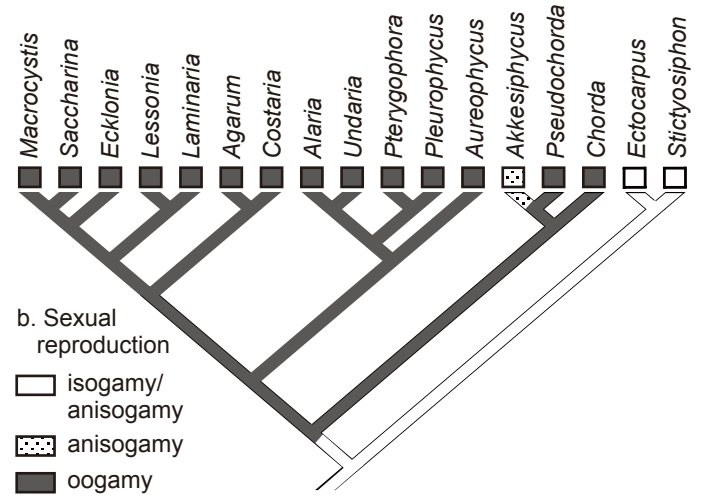 Macrocystis
Saccharina
Ecklonia
Lessonia
Laminaria
Agarum
Costaria
Alaria
Undaria
Pterygophora
Pleurophycus
Aureophycus
Akkesiphycus
Pseudochorda
Chorda
Ectocarpus
Stictyosiphon
b. Sexual
reproduction
isogamy/
anisogamy
anisogamy
oogamy